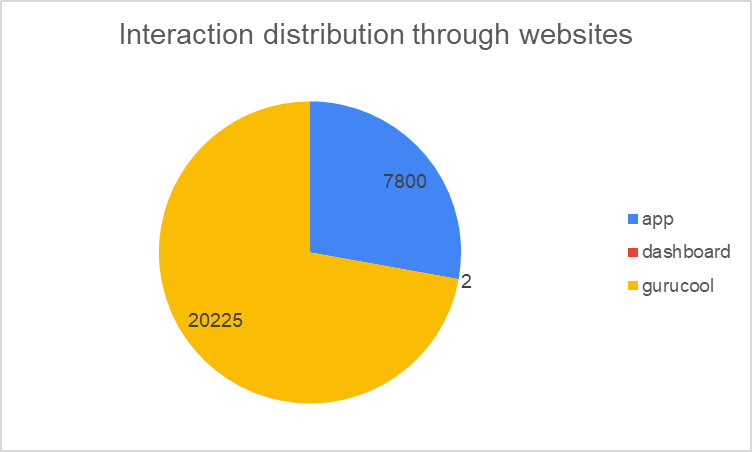 Interaction distribution through websites
7800
2
20225
app
dashboard
gurucool